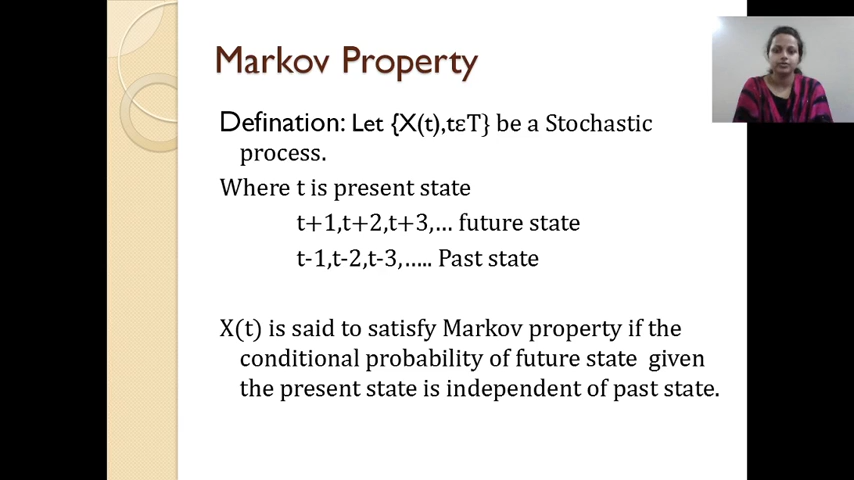 Markov Property
Defination: Let {X(t),tεT} be a Stochastic
process.
Where t is present state
t+1,t+2,t+3,... future state
t-1,t-2,t-3,..... Past state
X(t) is said to satisfy Markov property if the
conditional probability of future state given
the present state is independent of past state.